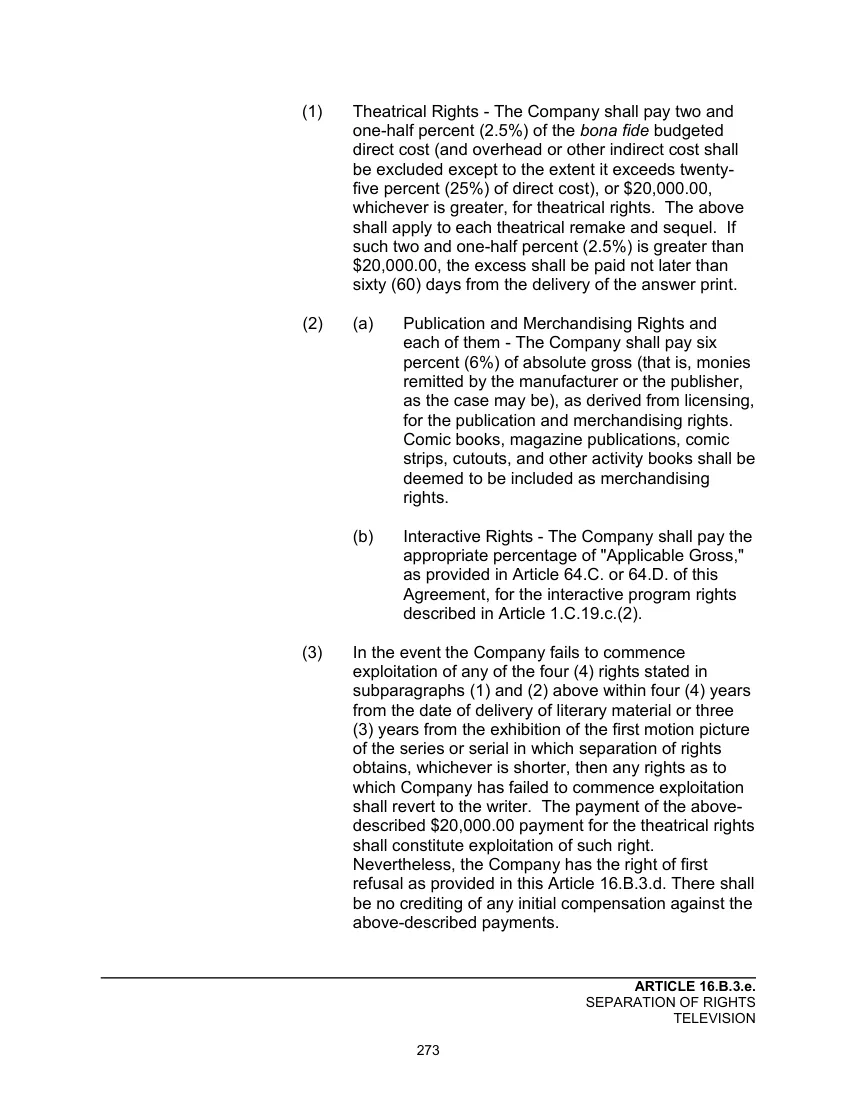 (1) Theatrical Rights - The Company shall pay two and
one-half percent (2.5%) of the bona fide budgeted
direct cost (and overhead or other indirect cost shall
be excluded except to the extent it exceeds twenty-
five percent (25%) of direct cost), or $20,000.00,
whichever is greater, for theatrical rights.  The above
shall apply to each theatrical remake and sequel.  If
such two and one-half percent (2.5%) is greater than
$20,000.00, the excess shall be paid not later than
sixty (60) days from the delivery of the answer print.
(2) (a) Publication and Merchandising Rights and
each of them - The Company shall pay six
percent (6%) of absolute gross (that is, monies
remitted by the manufacturer or the publisher,
as the case may be), as derived from licensing,
for the publication and merchandising rights.
Comic books, magazine publications, comic
strips, cutouts, and other activity books shall be
deemed to be included as merchandising
rights.
(b) Interactive Rights - The Company shall pay the
appropriate percentage of "Applicable Gross,"
as provided in Article 64.C. or 64.D. of this
Agreement, for the interactive program rights
described in Article 1.C.19.c.(2).
(3) In the event the Company fails to commence
exploitation of any of the four (4) rights stated in
subparagraphs (1) and (2) above within four (4) years
from the date of delivery of literary material or three
(3) years from the exhibition of the first motion picture
of the series or serial in which separation of rights
obtains, whichever is shorter, then any rights as to
which Company has failed to commence exploitation
shall revert to the writer.  The payment of the above-
described $20,000.00 payment for the theatrical rights
shall constitute exploitation of such right.
Nevertheless, the Company has the right of first
refusal as provided in this Article 16.B.3.d. There shall
be no crediting of any initial compensation against the
above-described payments.
ARTICLE 16.B.3.e.
SEPARATION OF RIGHTS
TELEVISION
273